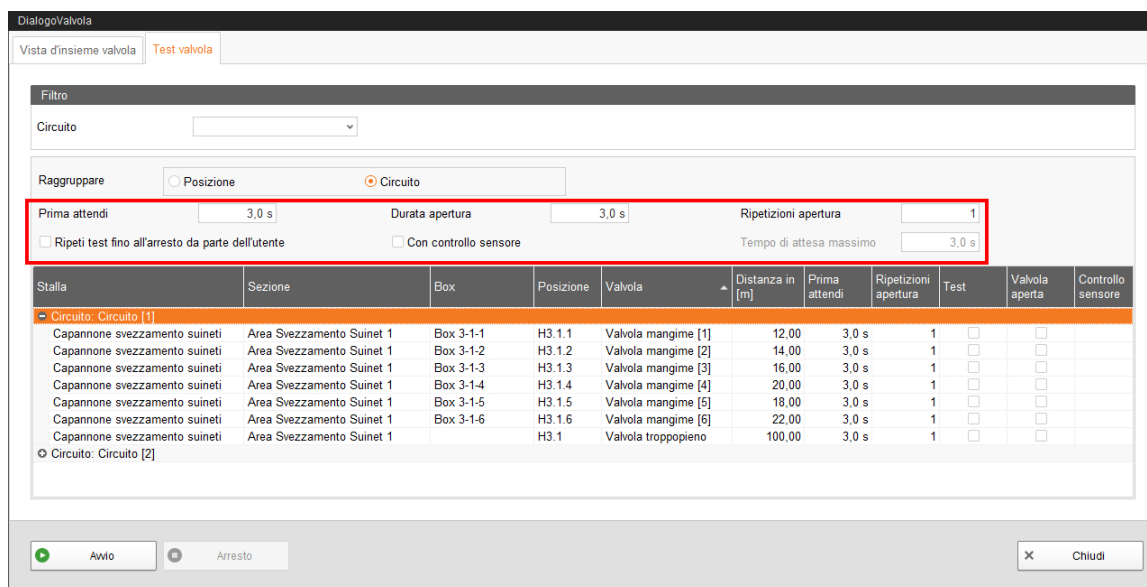 DialogoValvola
Vista d'insieme valvola Test valvola
Filtro
Circuito
Raggruppare Posizione Circuito
Prima attendi 3,0 s Durata apertura 3,0 s Ripetizioni apertura 1
Ripeti test fino all'arresto da parte dell'utente Con controllo sensore Tempo di attesa massimo 3,0 s
Stalla Sezione Box Posizione Valvola Distanza in [m] Prima attendi Ripetizioni apertura Test Valvola aperta Controllo sensore
Circuito: Circuito [1]
Capannone svezzamento suineti Area Svezzamento Suinet 1 Box 3-1-1 H3.1.1 Valvola mangime [1] 12,00 3,0 s 1
Capannone svezzamento suineti Area Svezzamento Suinet 1 Box 3-1-2 H3.1.2 Valvola mangime [2] 14,00 3,0 s 1
Capannone svezzamento suineti Area Svezzamento Suinet 1 Box 3-1-3 H3.1.3 Valvola mangime [3] 16,00 3,0 s 1
Capannone svezzamento suineti Area Svezzamento Suinet 1 Box 3-1-4 H3.1.4 Valvola mangime [4] 20,00 3,0 s 1
Capannone svezzamento suineti Area Svezzamento Suinet 1 Box 3-1-5 H3.1.5 Valvola mangime [5] 18,00 3,0 s 1
Capannone svezzamento suineti Area Svezzamento Suinet 1 Box 3-1-6 H3.1.6 Valvola mangime [6] 22,00 3,0 s 1
Capannone svezzamento suineti Area Svezzamento Suinet 1 H3.1 Valvola troppopieno 100,00 3,0 s 1
Circuito: Circuito [2]
Avvio Arresto Chiudi